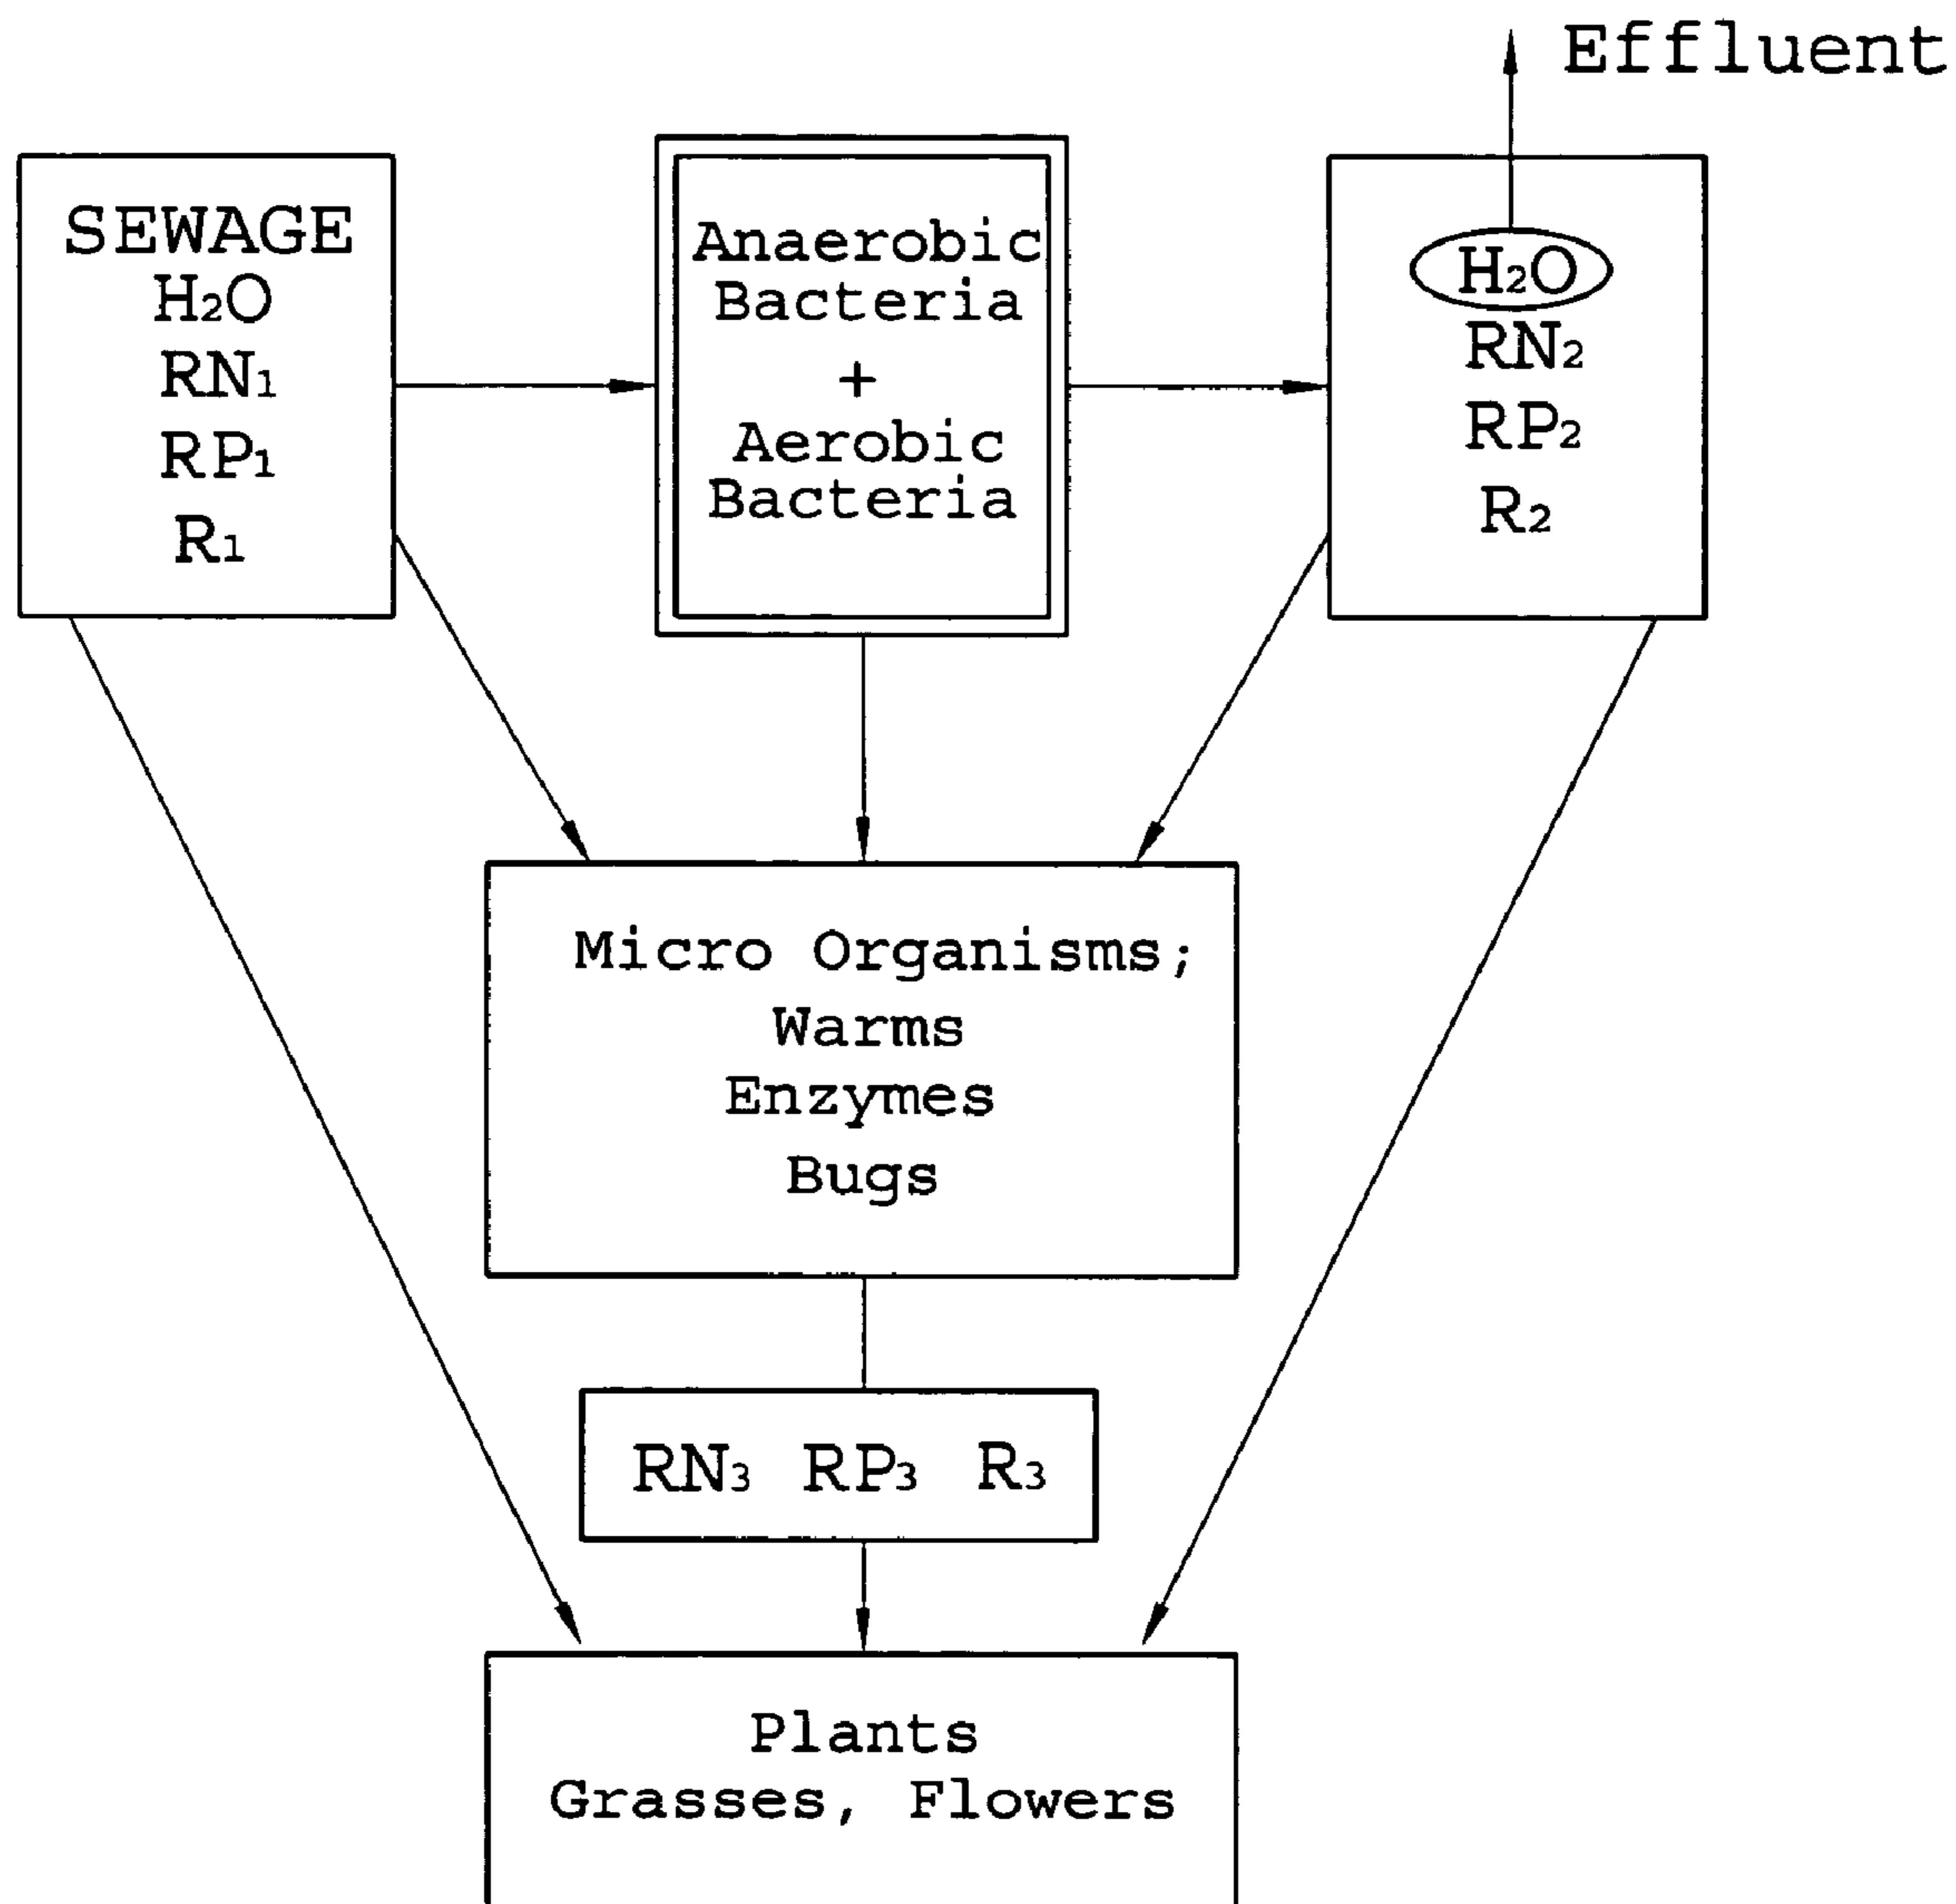 Effluent
SEWAGE
H₂O
RN₁
RP₁
R₁
Anaerobic
Bacteria
+
Aerobic
Bacteria
H₂O
RN₂
RP₂
R₂
Micro Organisms;
Warms
Enzymes
Bugs
RN₃ RP₃ R₃
Plants
Grasses, Flowers